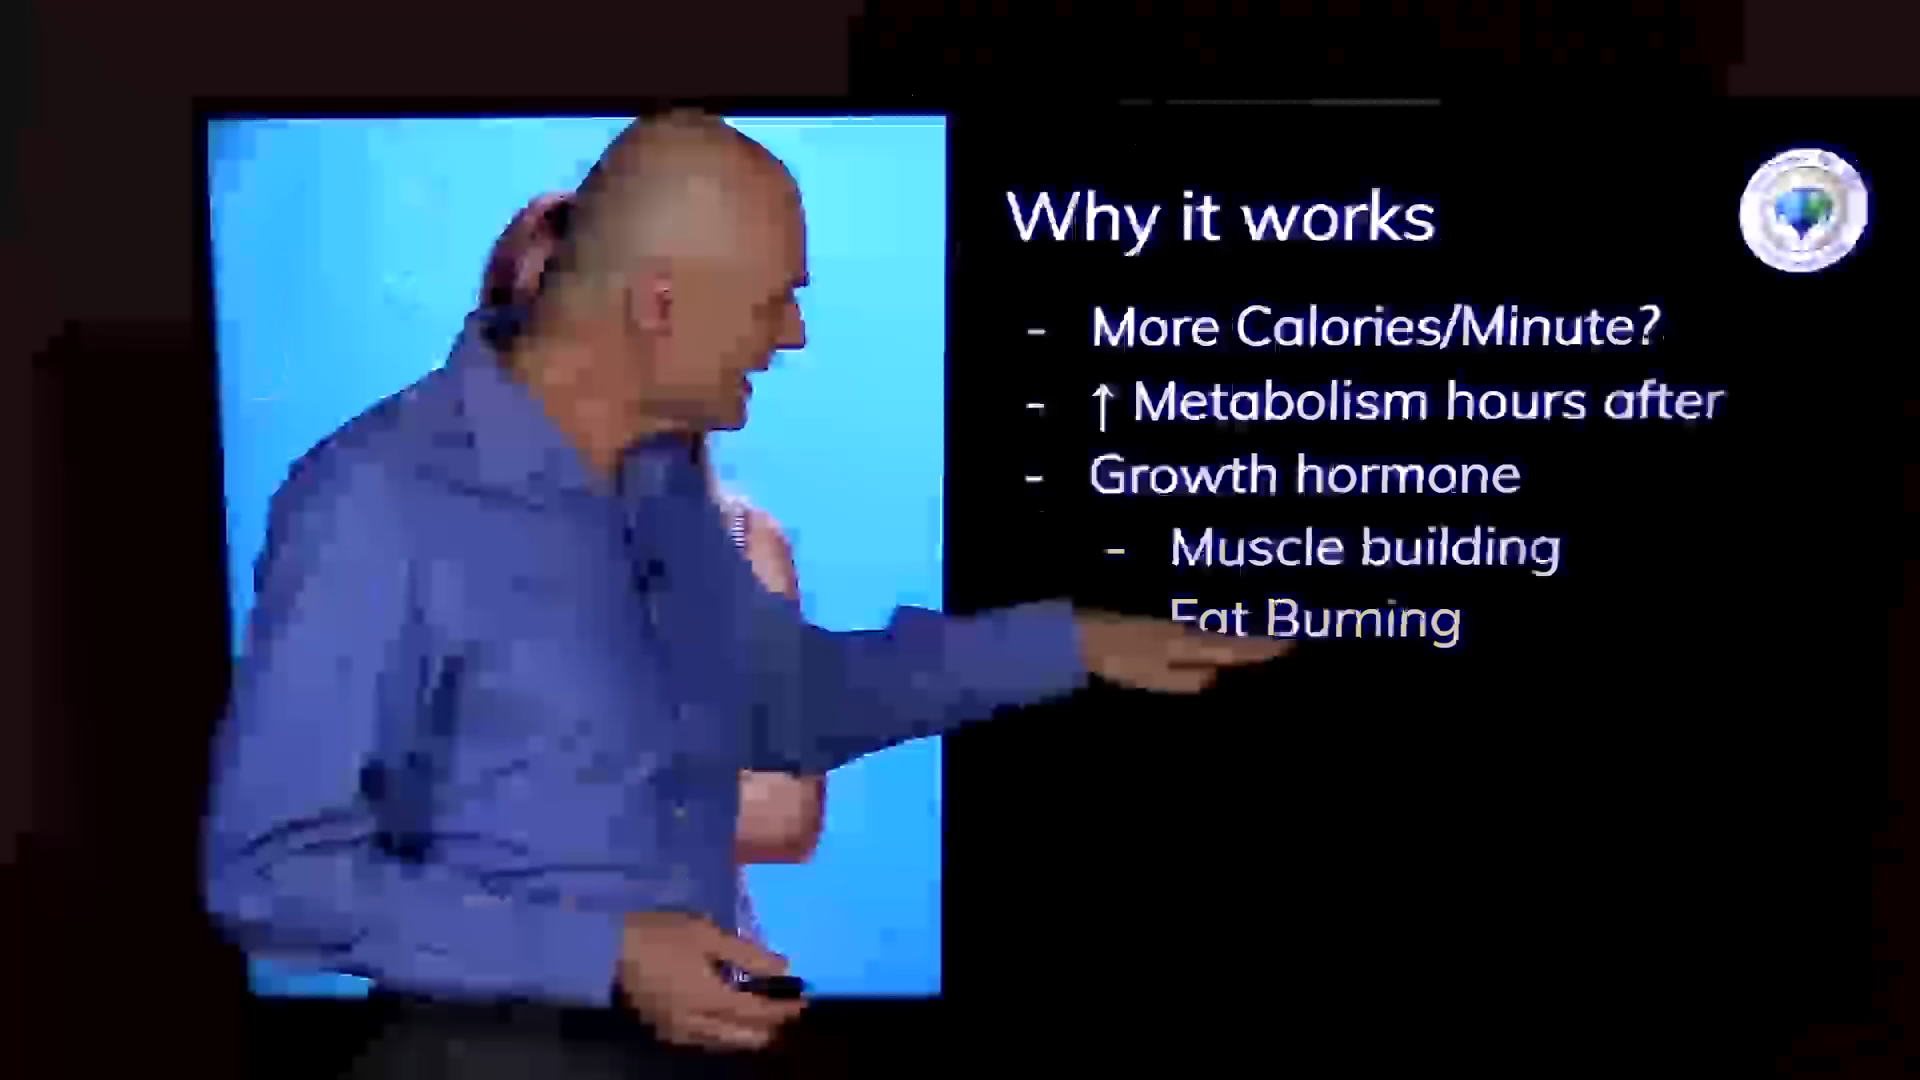 Why it works
- More Calories/Minute?
- ↑ Metabolism hours after
- Growth hormone
- Muscle building
Fat Burning